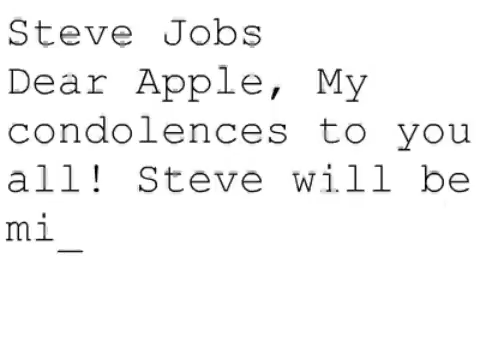 Steve Jobs
Dear Apple, My
condolences to you
all! Steve will be
mi_